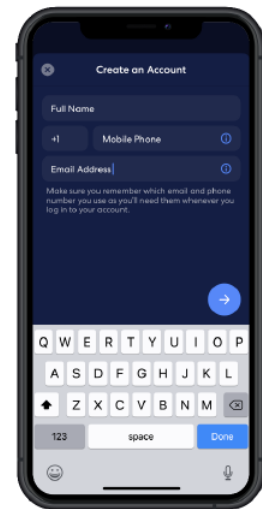 Create an Account
Full Name
+1 Mobile Phone
Email Address
Make sure you remember which email and phone
number you use as you'll need them whenever you
log in to your account.
Q W E R T Y U I O P
A S D F G H J K L
Z X C V B N M
123 space Done